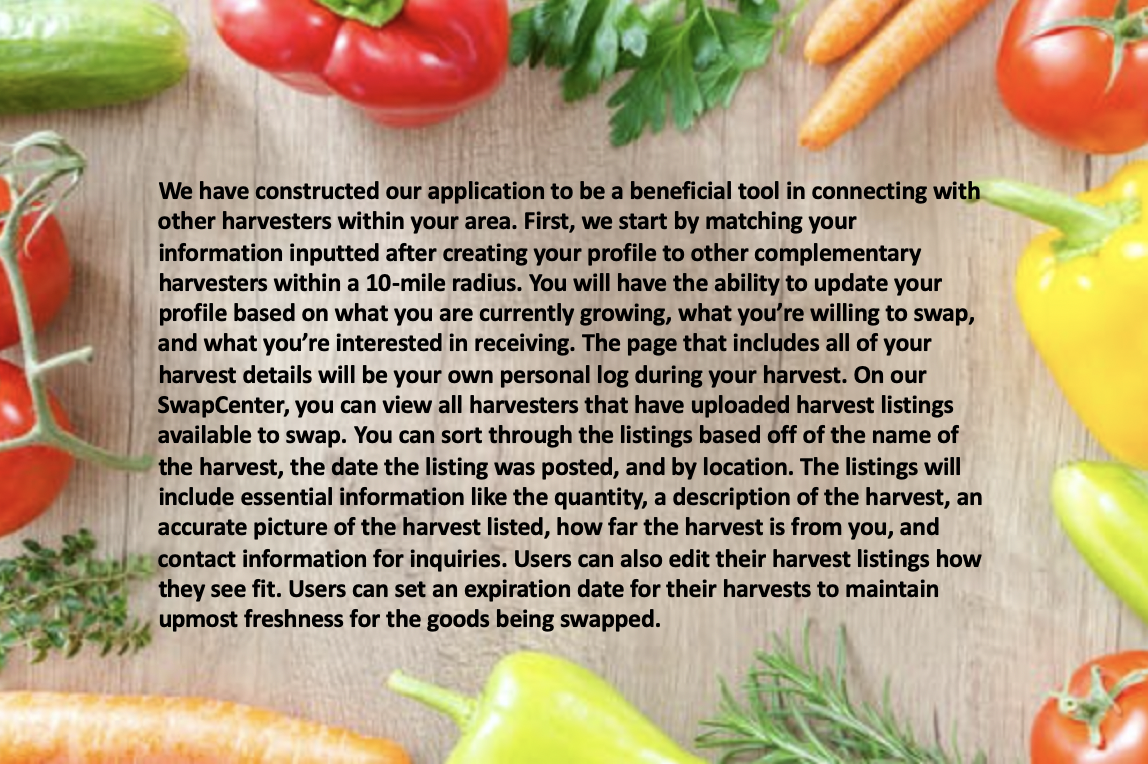 We have constructed our application to be a beneficial tool in connecting with
other harvesters within your area. First, we start by matching your
information inputted after creating your profile to other complementary
harvesters within a 10-mile radius. You will have the ability to update your
profile based on what you are currently growing, what you’re willing to swap,
and what you’re interested in receiving. The page that includes all of your
harvest details will be your own personal log during your harvest. On our
SwapCenter, you can view all harvesters that have uploaded harvest listings
available to swap. You can sort through the listings based off of the name of
the harvest, the date the listing was posted, and by location. The listings will
include essential information like the quantity, a description of the harvest, an
accurate picture of the harvest listed, how far the harvest is from you, and
contact information for inquiries. Users can also edit their harvest listings how
they see fit. Users can set an expiration date for their harvests to maintain
upmost freshness for the goods being swapped.